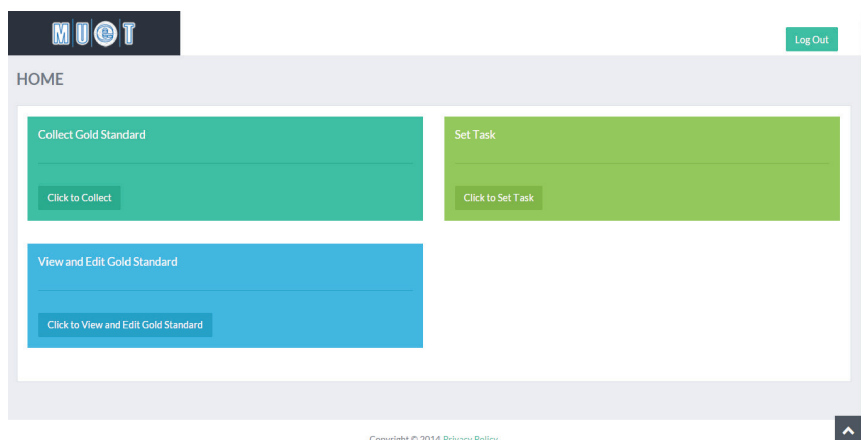 MUeT
Log Out
HOME
Collect Gold Standard
Set Task
Click to Collect
Click to Set Task
View and Edit Gold Standard
Click to View and Edit Gold Standard
Copyright © 2014 Privacy Policy